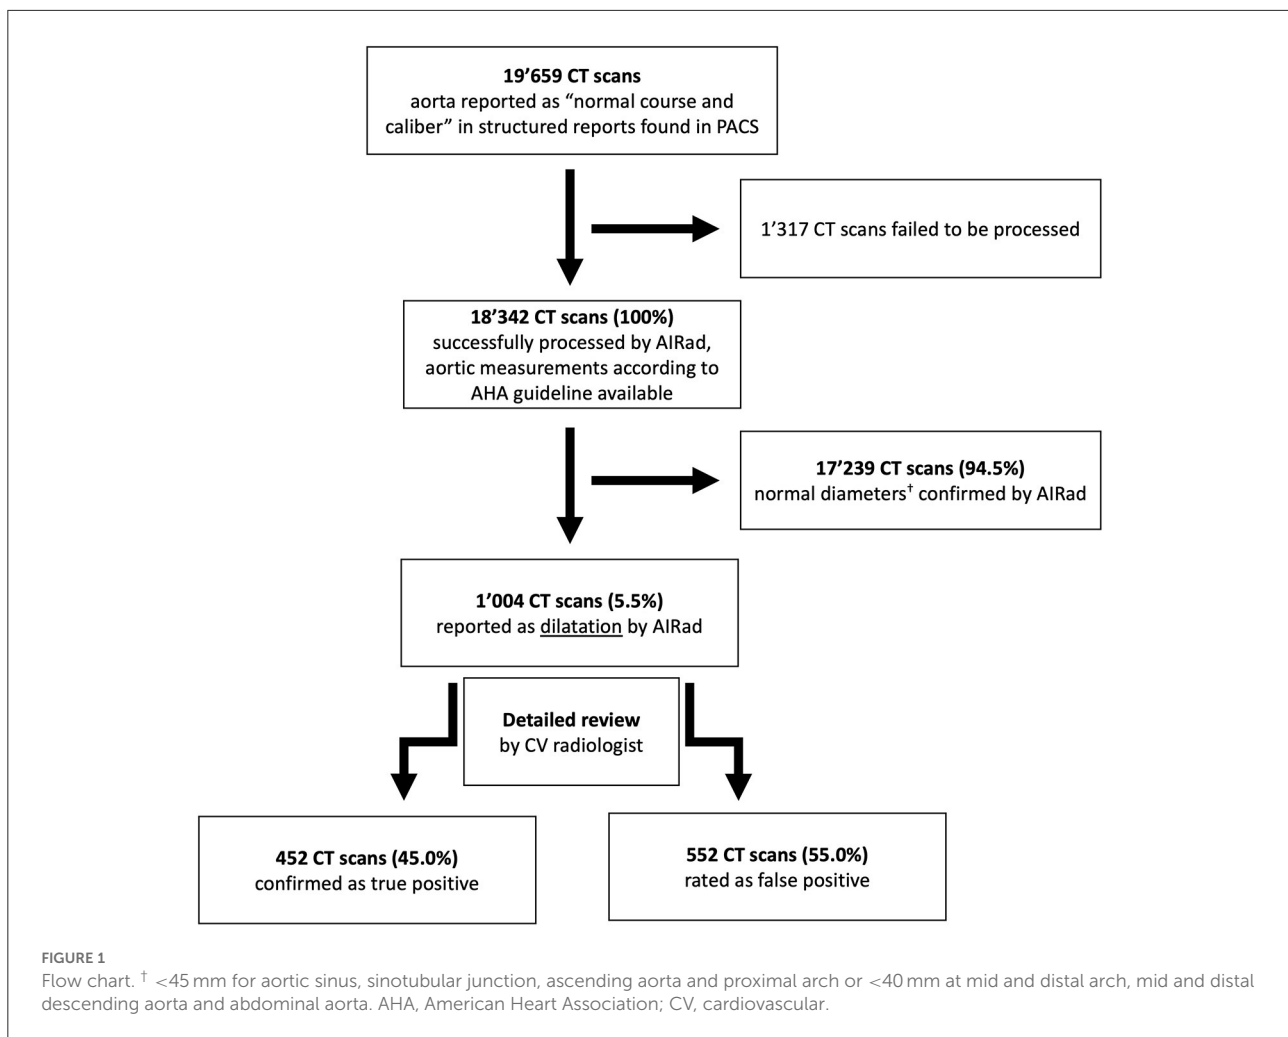 19’659 CT scans
aorta reported as “normal course and
caliber” in structured reports found in PACS
1’317 CT scans failed to be processed
18’342 CT scans (100%)
successfully processed by AIRad,
aortic measurements according to
AHA guideline available
17’239 CT scans (94.5%)
normal diameters† confirmed by AIRad
1’004 CT scans (5.5%)
reported as dilatation by AIRad
Detailed review
by CV radiologist
452 CT scans (45.0%)
confirmed as true positive
552 CT scans (55.0%)
rated as false positive
FIGURE 1
Flow chart. † <45 mm for aortic sinus, sinotubular junction, ascending aorta and proximal arch or <40 mm at mid and distal arch, mid and distal
descending aorta and abdominal aorta. AHA, American Heart Association; CV, cardiovascular.